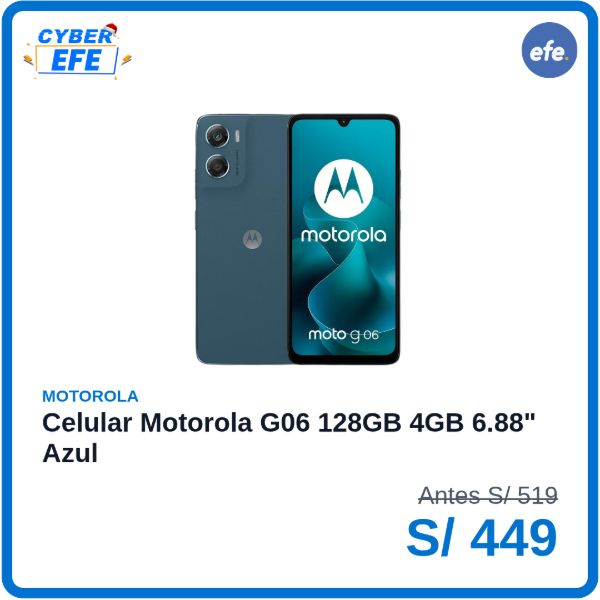 CYBER
EFE
efe.
motorola
moto g06
MOTOROLA
Celular Motorola G06 128GB 4GB 6.88"
Azul
Antes S/ 519
S/ 449